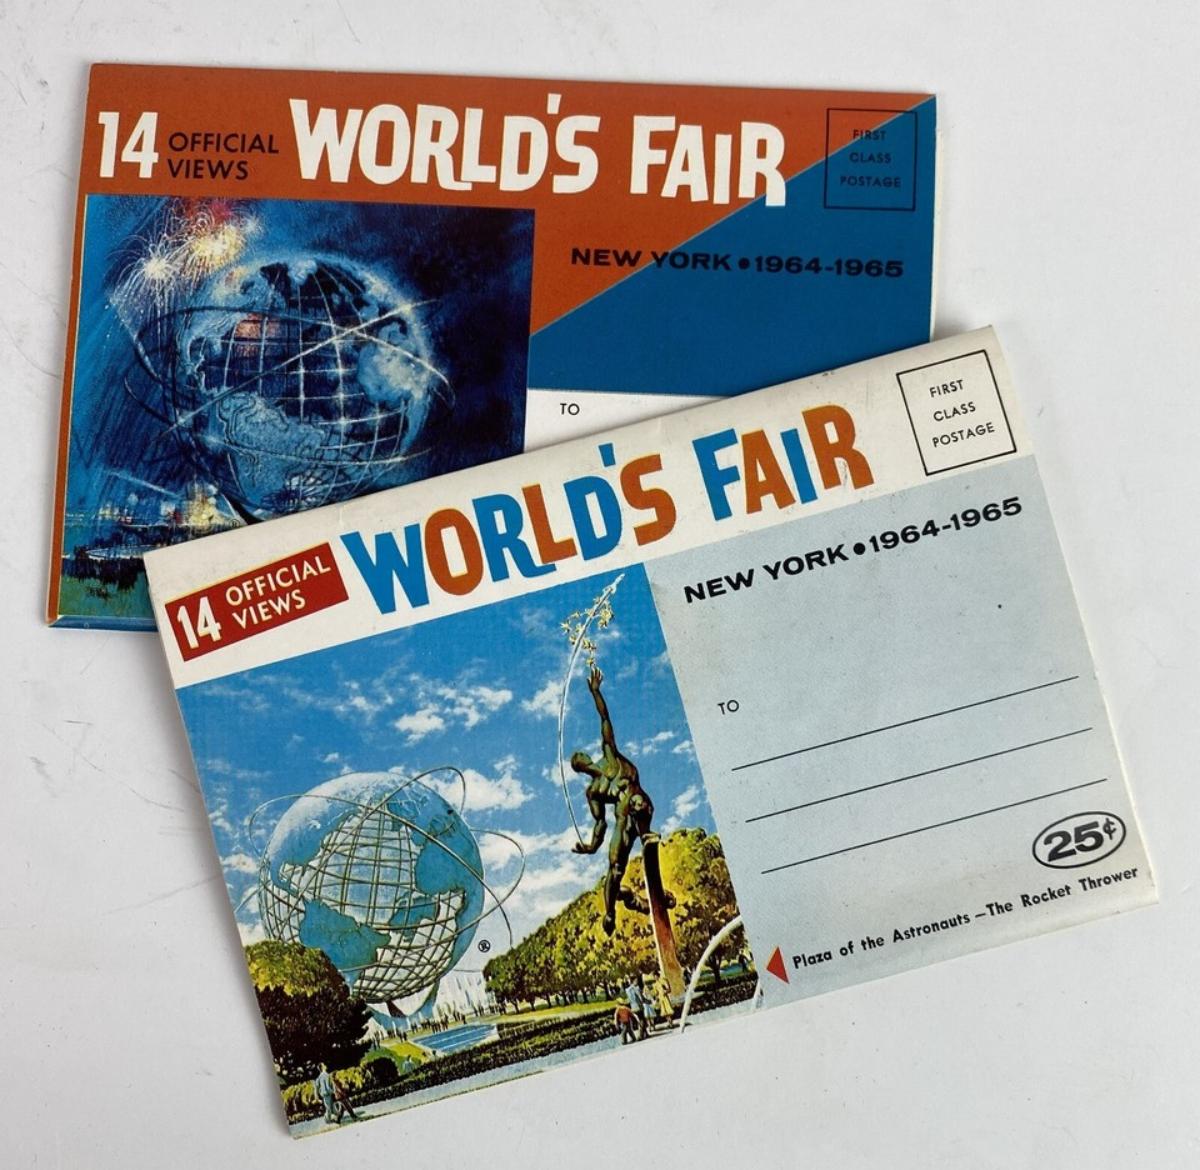 14 OFFICIAL VIEWS
WORLD'S FAIR
FIRST
CLASS
POSTAGE
NEW YORK • 1964-1965
TO
14 OFFICIAL VIEWS
WORLD'S FAIR
FIRST
CLASS
POSTAGE
NEW YORK • 1964-1965
TO
25¢
Plaza of the Astronauts — The Rocket Thrower
®